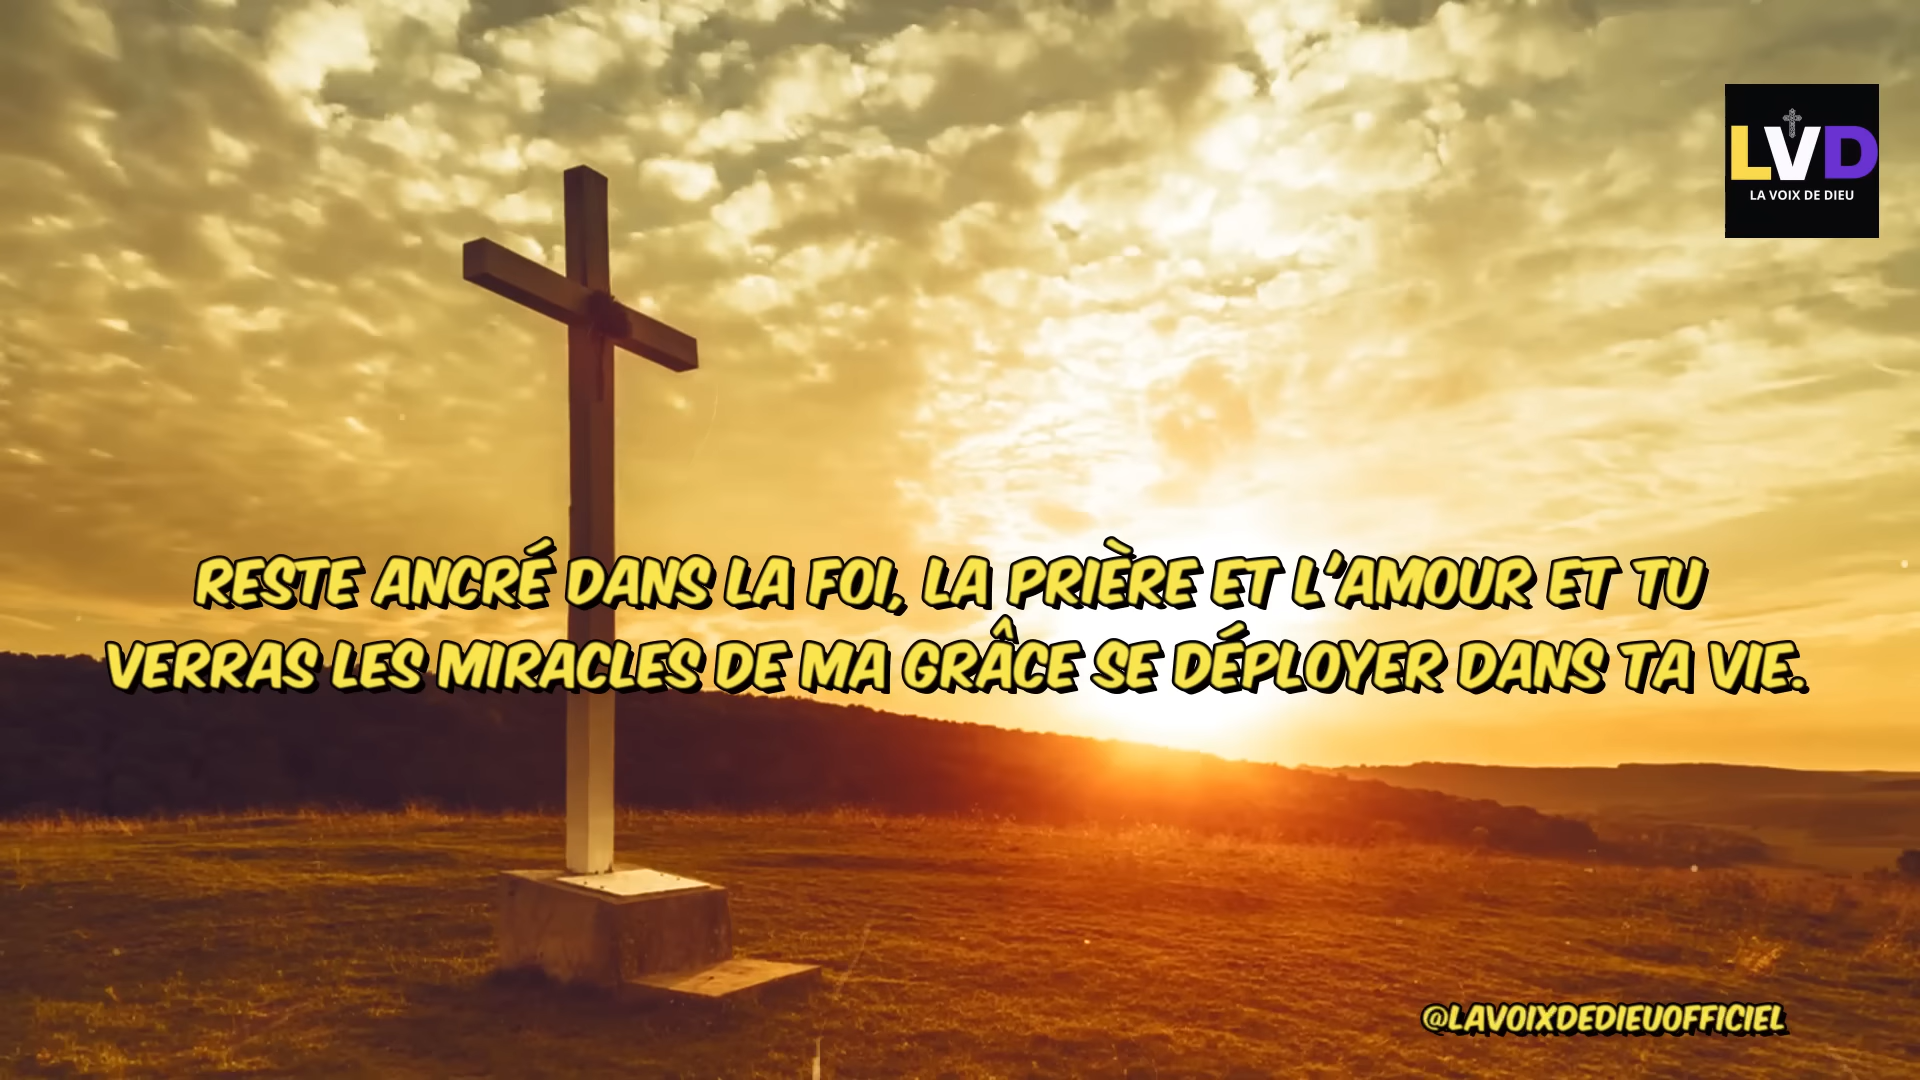 LVD
LA VOIX DE DIEU
RESTE ANCRÉ DANS LA FOI, LA PRIÈRE ET L'AMOUR ET TU
VERRAS LES MIRACLES DE MA GRÂCE SE DÉPLOYER DANS TA VIE.
@LAVOIXDEDIEUOFFICIEL